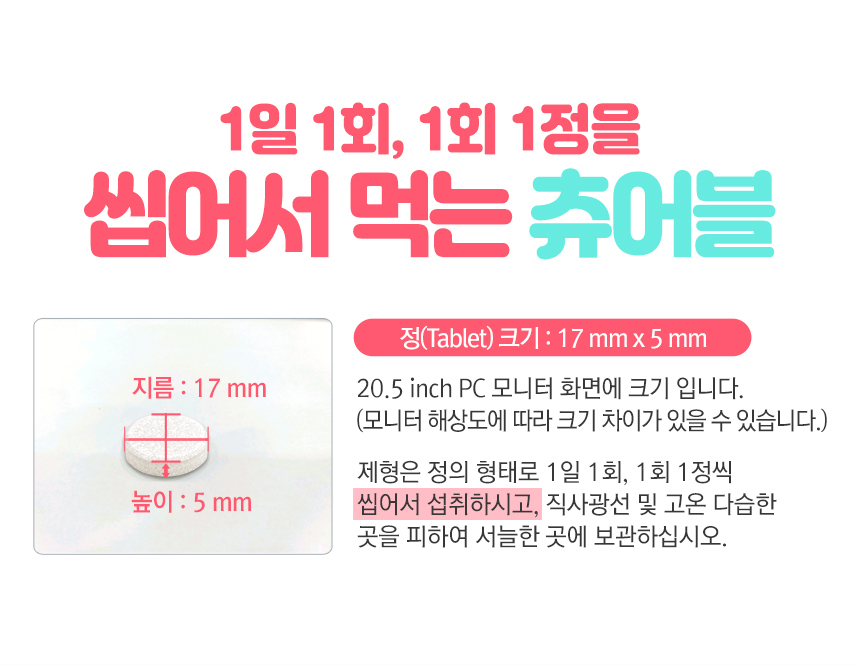 1일 1회, 1회 1정을
씹어서 먹는 츄어블
지름 : 17 mm
높이 : 5 mm
정(Tablet) 크기 : 17 mm x 5 mm
20.5 inch PC 모니터 화면에 크기 입니다.
(모니터 해상도에 따라 크기 차이가 있을 수 있습니다.)
제형은 정의 형태로 1일 1회, 1회 1정씩
씹어서 섭취하시고, 직사광선 및 고온 다습한
곳을 피하여 서늘한 곳에 보관하십시오.